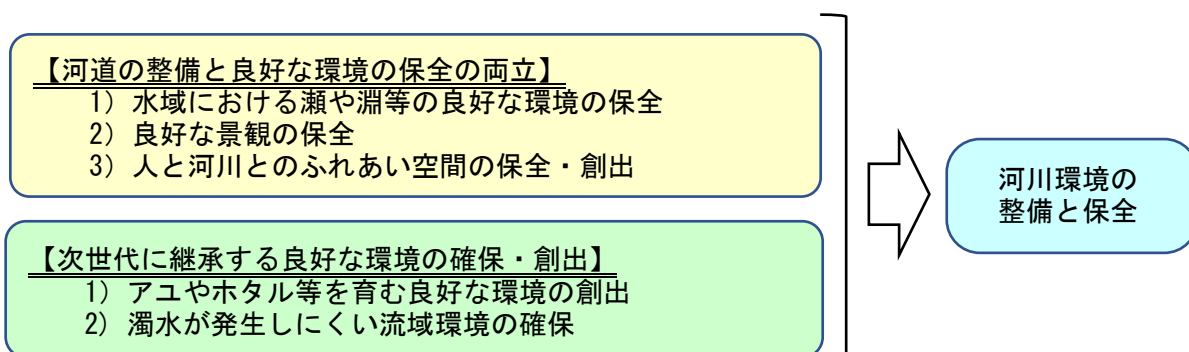 【河道の整備と良好な環境の保全の両立】
1) 水域における瀬や淵等の良好な環境の保全
2) 良好な景観の保全
3) 人と河川とのふれあい空間の保全・創出
【次世代に継承する良好な環境の確保・創出】
1) アユやホタル等を育む良好な環境の創出
2) 濁水が発生しにくい流域環境の確保
河川環境の
整備と保全